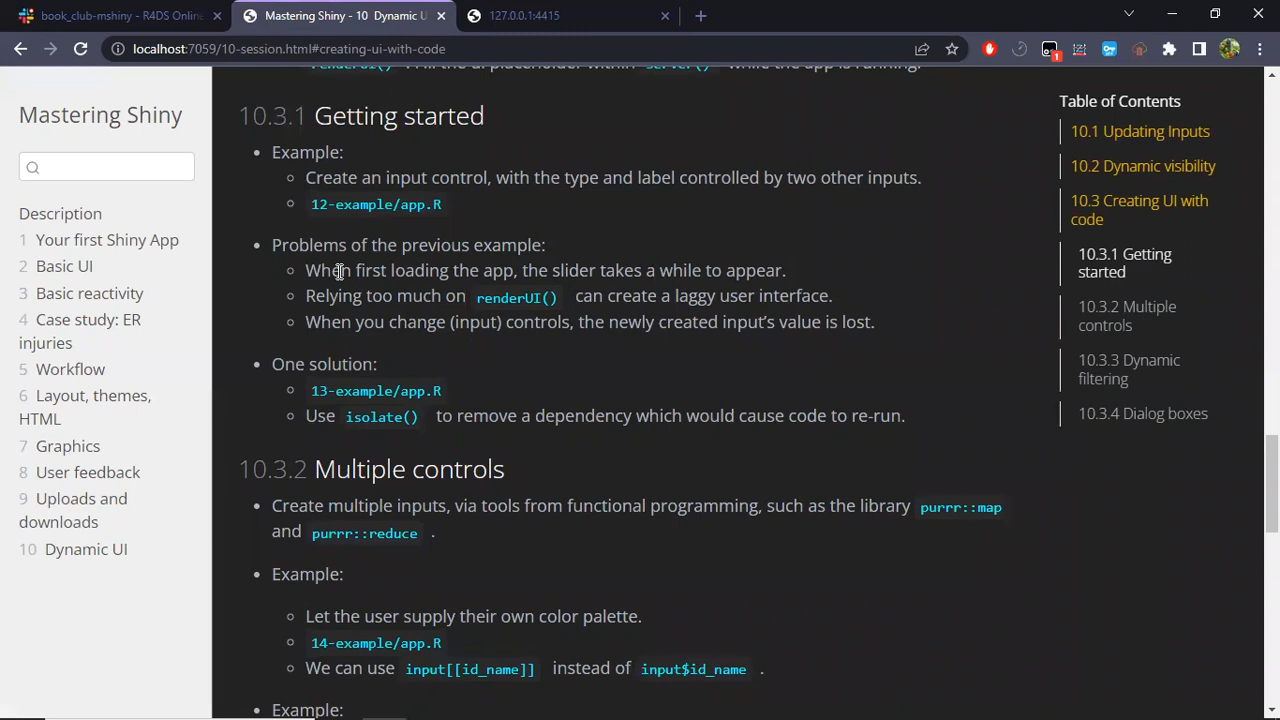 book_club-mshiny - R4DS Online
Mastering Shiny - 10 Dynamic U
127.0.0.1:4415
localhost:7059/10-session.html#creating-ui-with-code
1
Mastering Shiny
Description
1 Your first Shiny App
2 Basic UI
3 Basic reactivity
4 Case study: ER
injuries
5 Workflow
6 Layout, themes,
HTML
7 Graphics
8 User feedback
9 Uploads and
downloads
10 Dynamic UI
while the app is running.
10.3.1 Getting started
Example:
Create an input control, with the type and label controlled by two other inputs.
12-example/app.R
Problems of the previous example:
When first loading the app, the slider takes a while to appear.
Relying too much on renderUI() can create a laggy user interface.
When you change (input) controls, the newly created input's value is lost.
One solution:
13-example/app.R
Use isolate() to remove a dependency which would cause code to re-run.
10.3.2 Multiple controls
Create multiple inputs, via tools from functional programming, such as the library purrr::map
and purrr::reduce .
Example:
Let the user supply their own color palette.
14-example/app.R
We can use input[[id_name]] instead of input$id_name .
Example:
Table of Contents
10.1 Updating Inputs
10.2 Dynamic visibility
10.3 Creating UI with
code
10.3.1 Getting
started
10.3.2 Multiple
controls
10.3.3 Dynamic
filtering
10.3.4 Dialog boxes